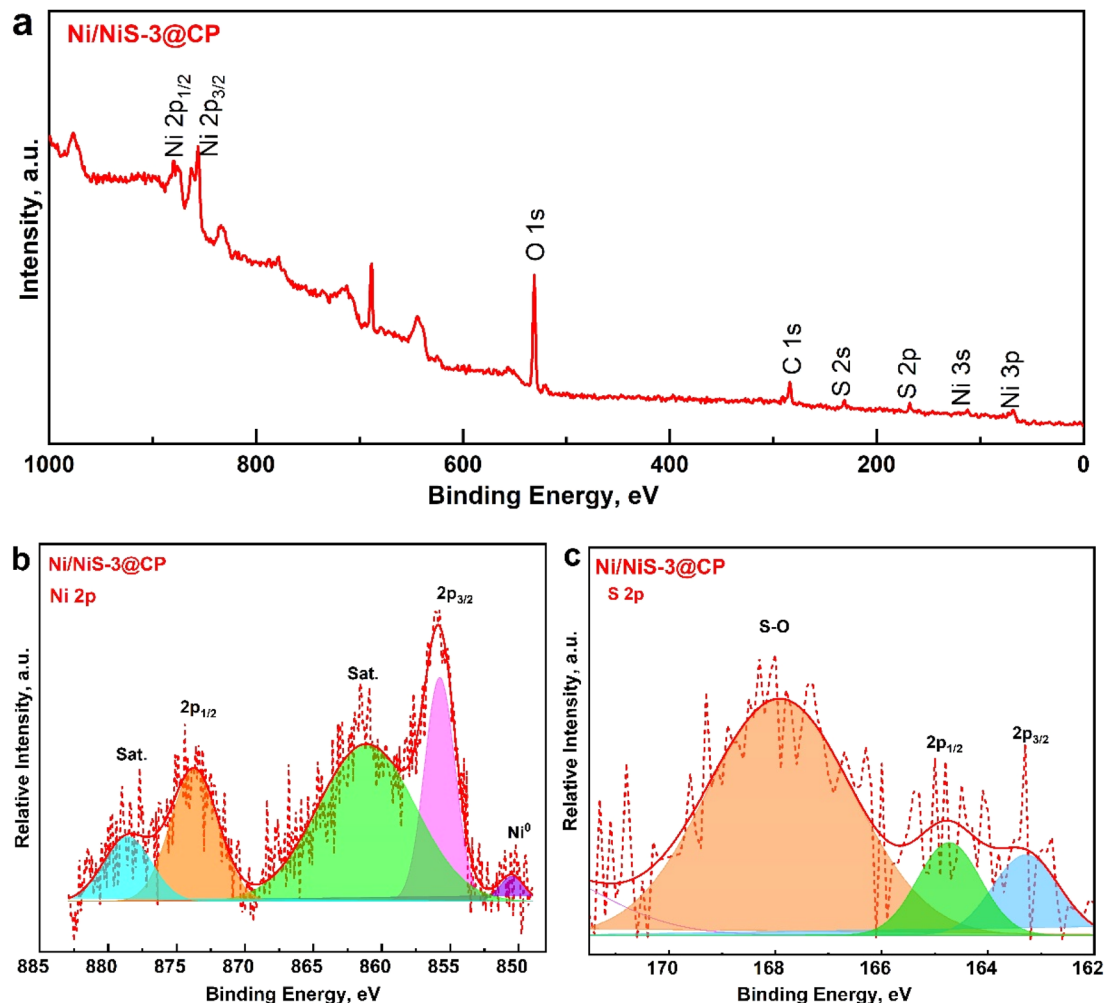 a
Ni/NiS-3@CP
Ni 2p1/2
Ni 2p3/2
O 1s
C 1s
S 2s
S 2p
Ni 3s
Ni 3p
Intensity, a.u.
1000 800 600 400 200 0
Binding Energy, eV
b
Ni/NiS-3@CP
Ni 2p
Sat.
2p1/2
Sat.
2p3/2
Ni0
Relative Intensity, a.u.
885 880 875 870 865 860 855 850
Binding Energy, eV
c
Ni/NiS-3@CP
S 2p
S-O
2p1/2
2p3/2
Relative Intensity, a.u.
170 168 166 164 162
Binding Energy, eV